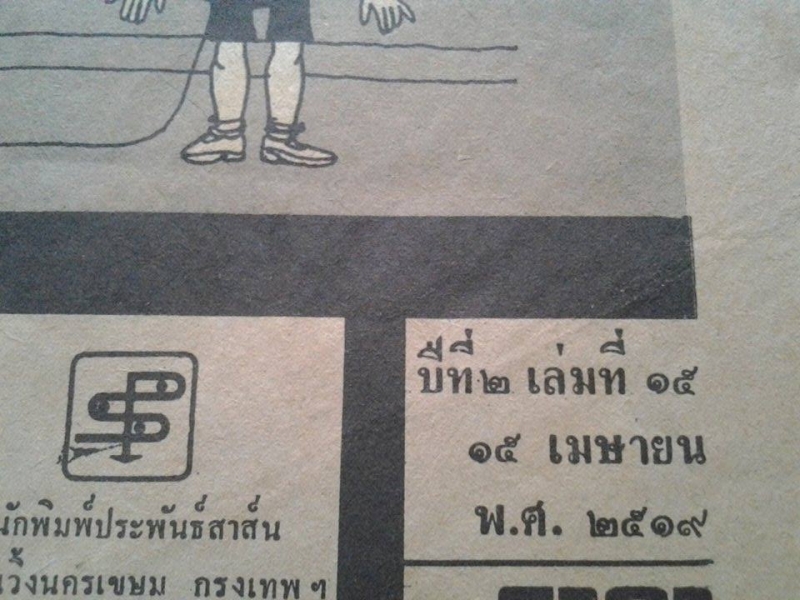 ปีที่๒ เล่มที่ ๑๕
๑๕ เมษายน
พ.ศ. ๒๕๑๙
นักพิมพ์ประพันธ์สาส์น
นเวิ้งนครเขษม กรุงเทพ ฯ